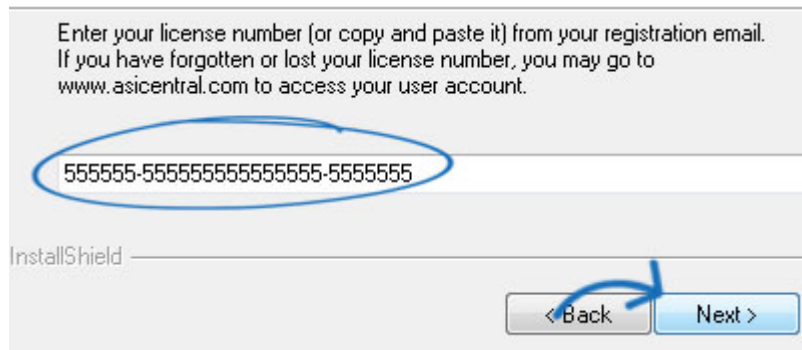 Enter your license number (or copy and paste it) from your registration email.
If you have forgotten or lost your license number, you may go to
www.asicentral.com to access your user account.
555555-555555555555555-5555555
InstallShield
< Back
Next >